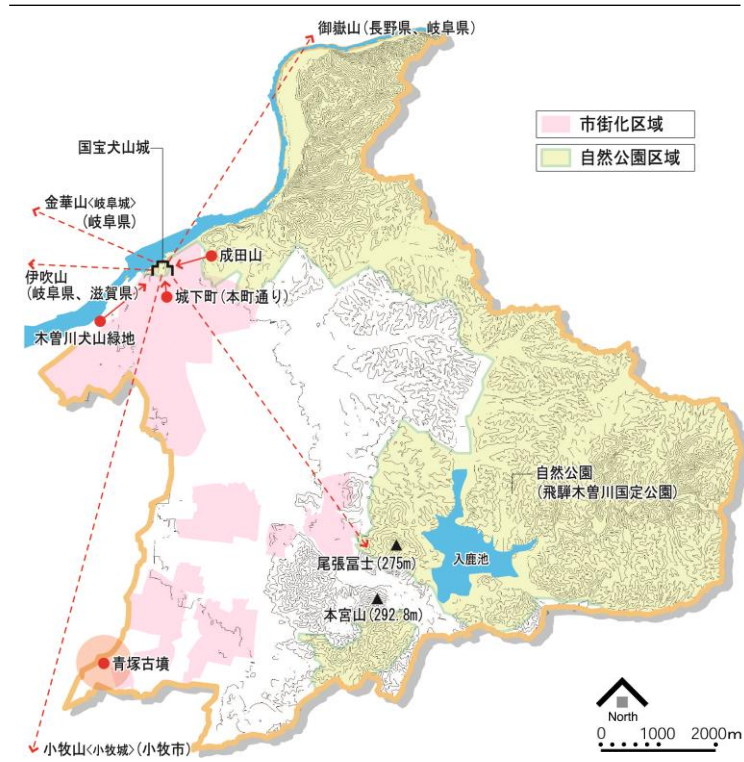 御嶽山(長野県、岐阜県)
市街化区域
自然公園区域
国宝犬山城
金華山<岐阜城>
(岐阜県)
成田山
伊吹山
(岐阜県、滋賀県)
城下町(本町通り)
木曽川犬山緑地
自然公園
(飛騨木曽川国定公園)
入鹿池
尾張冨士(275m)
本宮山(292.8m)
青塚古墳
小牧山<小牧城>(小牧市)
North
0 1000 2000m